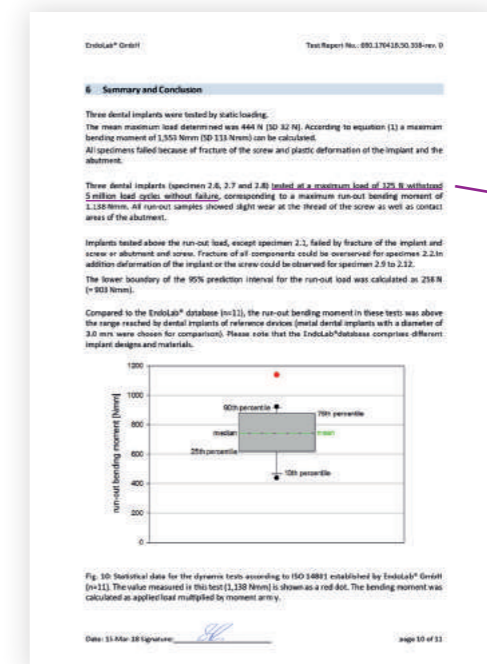 EndoLab® GmbH
Test Report No.: 080.170418.50.338-rev. 0
6 Summary and Conclusion
Three dental implants were tested by static loading.
The mean maximum load determined was 444 N (SD 32 N). According to equation (1) a maximum
bending moment of 1,553 Nmm (SD 113 Nmm) can be calculated.
All specimens failed because of fracture of the screw and plastic deformation of the implant and the
abutment.
Three dental implants (specimen 2.6, 2.7 and 2.8) tested at a maximum load of 325 N withstood
5 million load cycles without failure, corresponding to a maximum run-out bending moment of
1,138 Nmm. All run-out samples showed slight wear at the thread of the screw as well as contact
areas of the abutment.
Implants tested above the run-out load, except specimen 2.1, failed by fracture of the implant and
screw or abutment and screw. Fracture of all components could be overserved for specimen 2.2.In
addition deformation of the implant or the screw could be observed for specimen 2.9 to 2.12.
The lower boundary of the 95% prediction interval for the run-out load was calculated as 258 N
(= 903 Nmm).
Compared to the EndoLab® database (n=11), the run-out bending moment in these tests was above
the range reached by dental implants of reference devices (metal dental implants with a diameter of
3.0 mm were chosen for comparison). Please note that the EndoLab®database comprises different
implant designs and materials.
run-out bending moment [Nmm]
1200
1000
800
600
400
200
0
90th percentile
75th percentile
median
mean
25th percentile
10th percentile
Fig. 10: Statistical data for the dynamic tests according to ISO 14801 established by EndoLab® GmbH
(n=11). The value measured in this test (1,138 Nmm) is shown as a red dot. The bending moment was
calculated as applied load multiplied by moment arm y.
Date: 15-Mar-18 Signature:
page 10 of 11